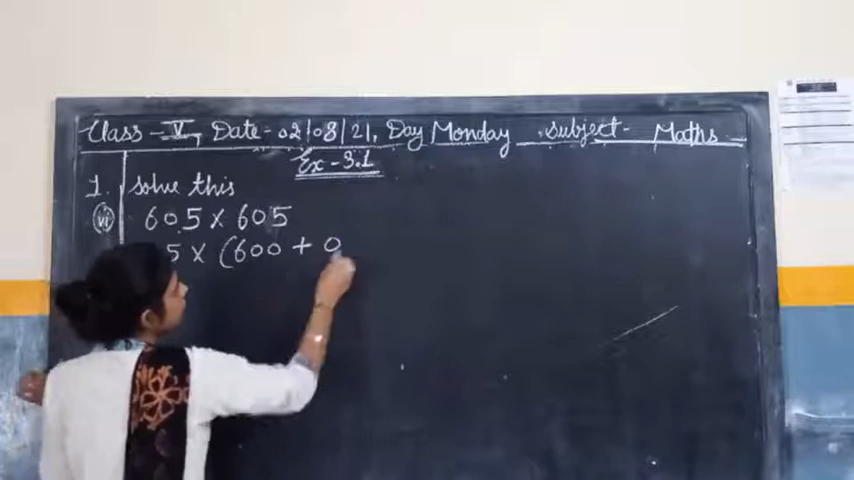 Class - V, Date - 02/08/21, Day Monday, Subject - Maths
Ex - 3.1
1. Solve this
(vi) 605 x 605
5 x (600 + 0